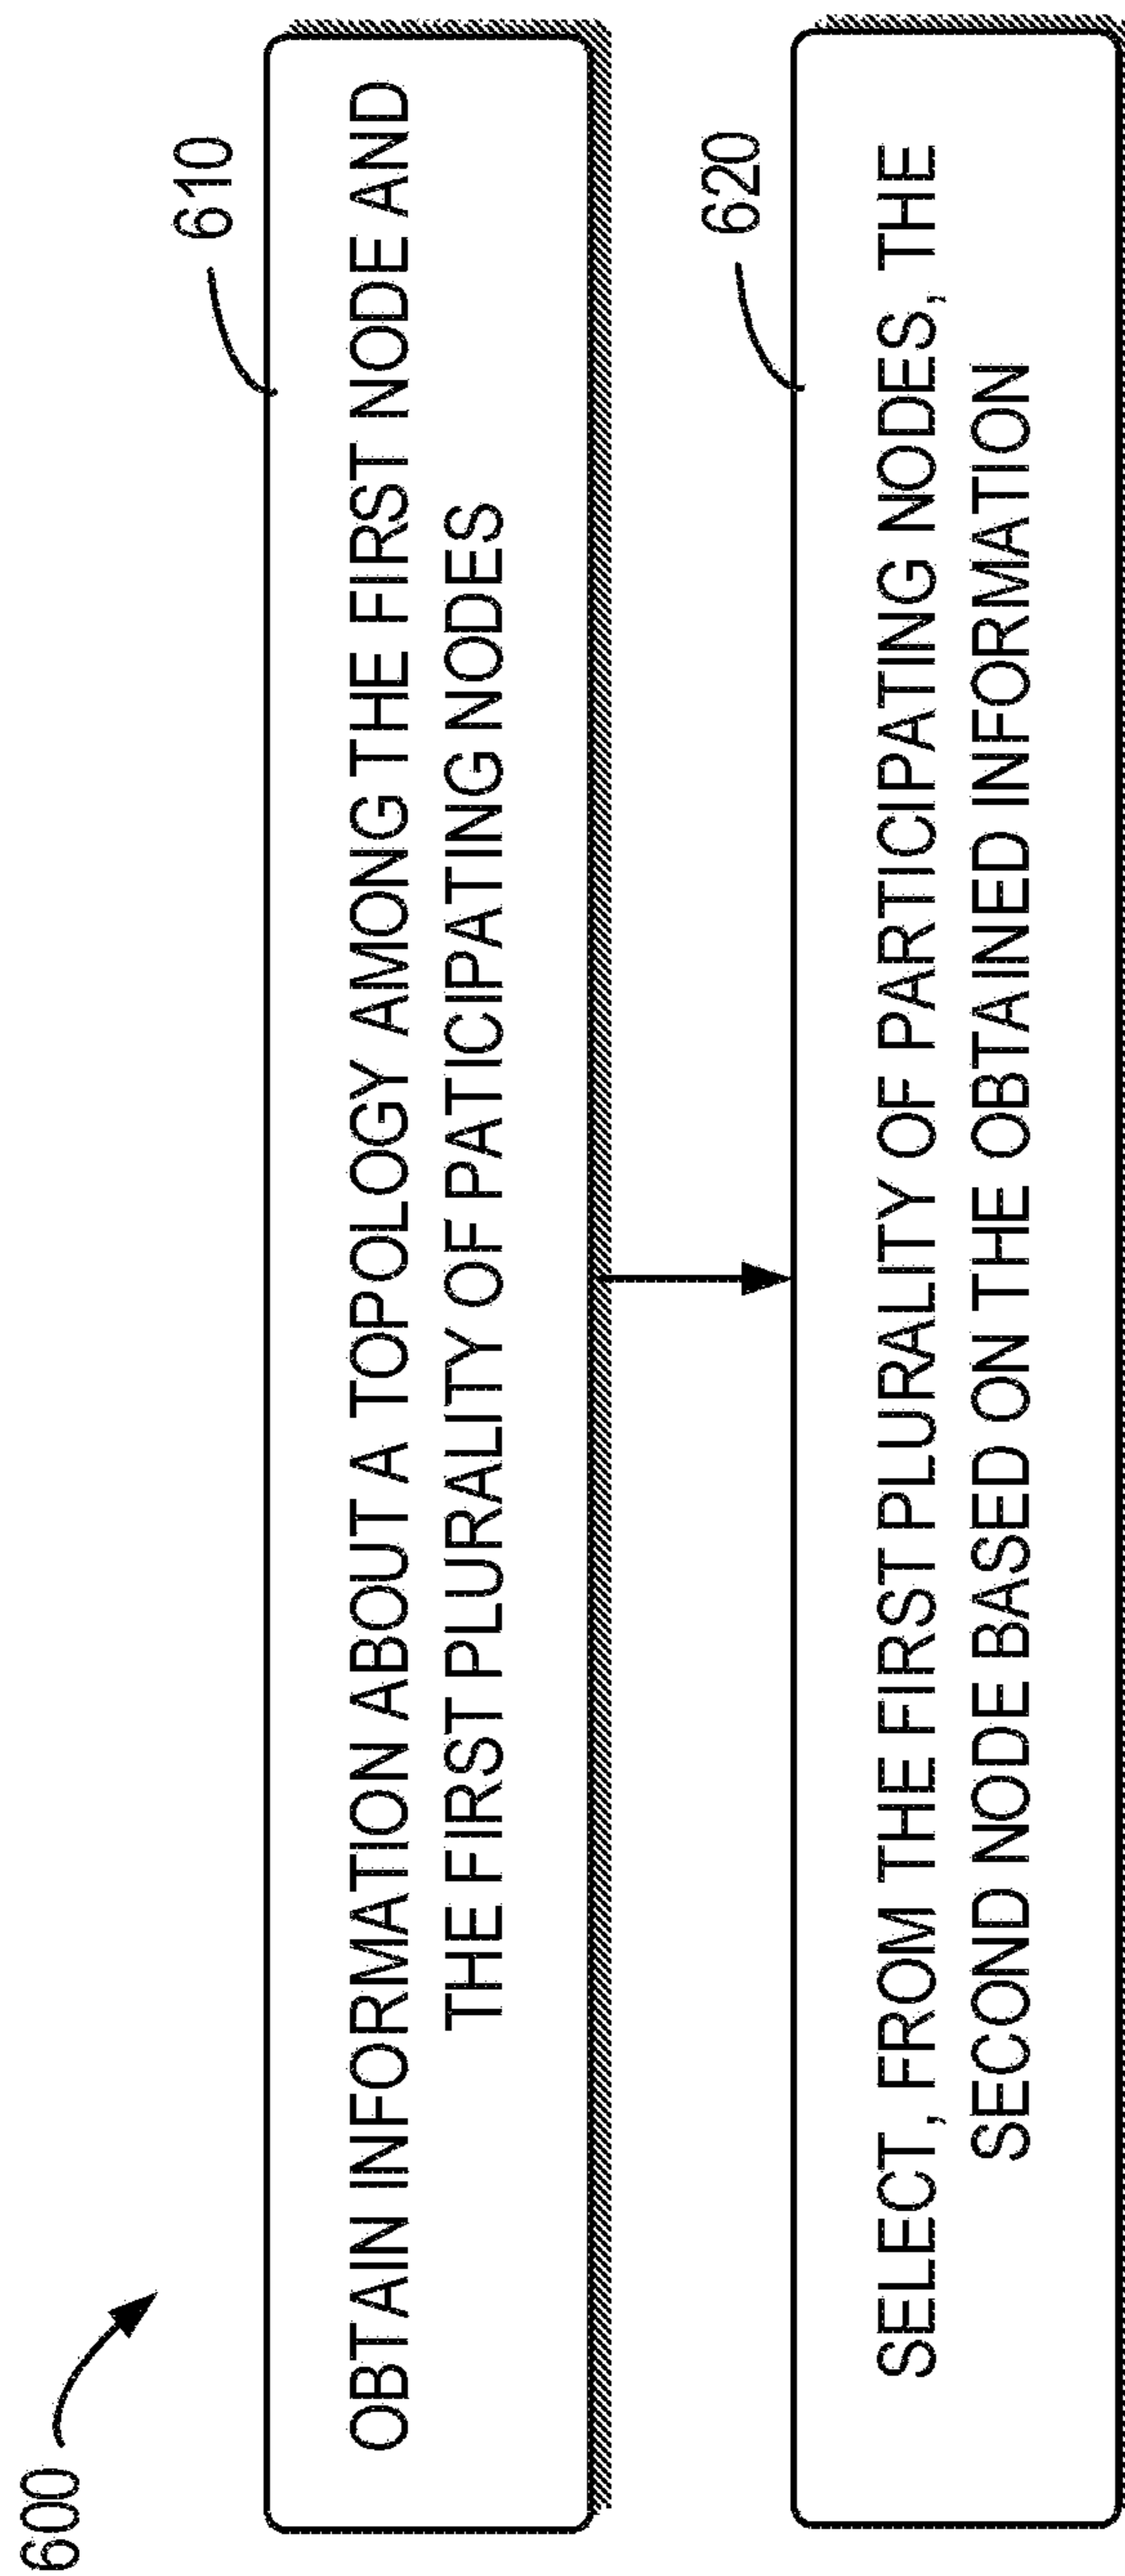 600
610
OBTAIN INFORMATION ABOUT A TOPOLOGY AMONG THE FIRST NODE AND
THE FIRST PLURALITY OF PATICIPATING NODES
620
SELECT, FROM THE FIRST PLURALITY OF PARTICIPATING NODES, THE
SECOND NODE BASED ON THE OBTAINED INFORMATION